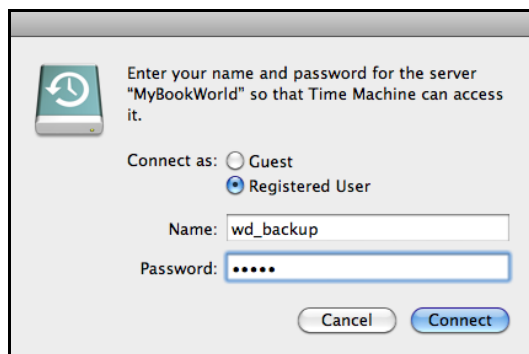 Enter your name and password for the server
“MyBookWorld” so that Time Machine can access
it.
Connect as: Guest
Registered User
Name: wd_backup
Password: •••••
Cancel Connect